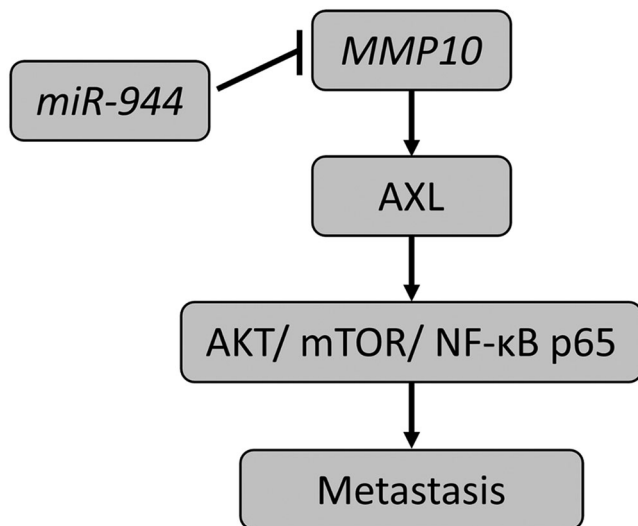 MMP10
miR-944
AXL
AKT/ mTOR/ NF-κB p65
Metastasis